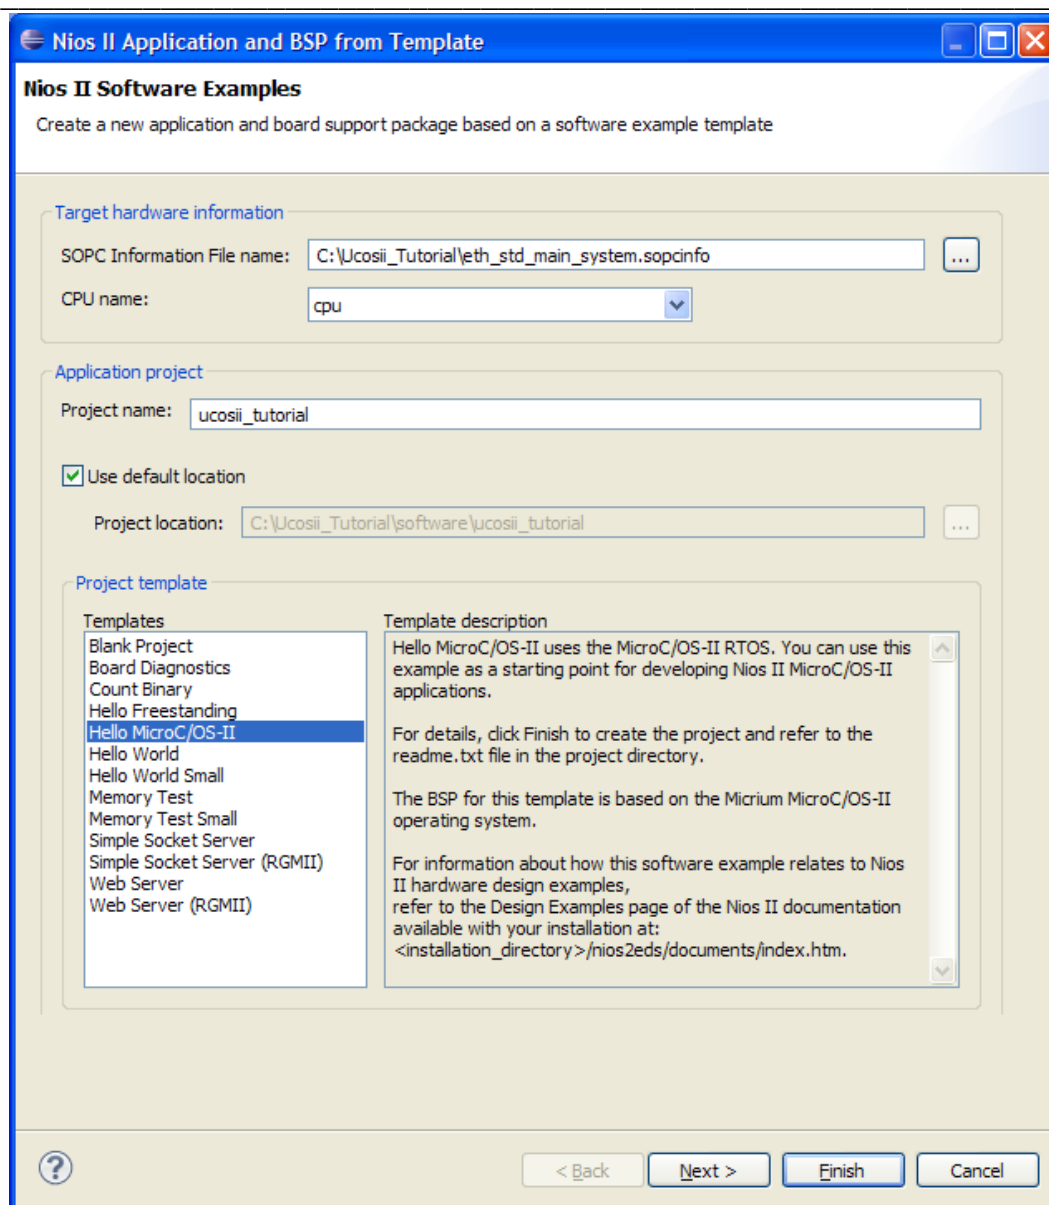 Nios II Application and BSP from Template
Nios II Software Examples
Create a new application and board support package based on a software example template
Target hardware information
SOPC Information File name: C:\Ucosii_Tutorial\eth_std_main_system.sopcinfo ...
CPU name: cpu
Application project
Project name: ucosii_tutorial
Use default location
Project location: C:\Ucosii_Tutorial\software\ucosii_tutorial ...
Project template
Templates
Blank Project
Board Diagnostics
Count Binary
Hello Freestanding
Hello MicroC/OS-II
Hello World
Hello World Small
Memory Test
Memory Test Small
Simple Socket Server
Simple Socket Server (RGMII)
Web Server
Web Server (RGMII)
Template description
Hello MicroC/OS-II uses the MicroC/OS-II RTOS. You can use this
example as a starting point for developing Nios II MicroC/OS-II
applications.
For details, click Finish to create the project and refer to the
readme.txt file in the project directory.
The BSP for this template is based on the Micrium MicroC/OS-II
operating system.
For information about how this software example relates to Nios
II hardware design examples,
refer to the Design Examples page of the Nios II documentation
available with your installation at:
<installation_directory>/nios2eds/documents/index.htm.
? < Back Next > Finish Cancel